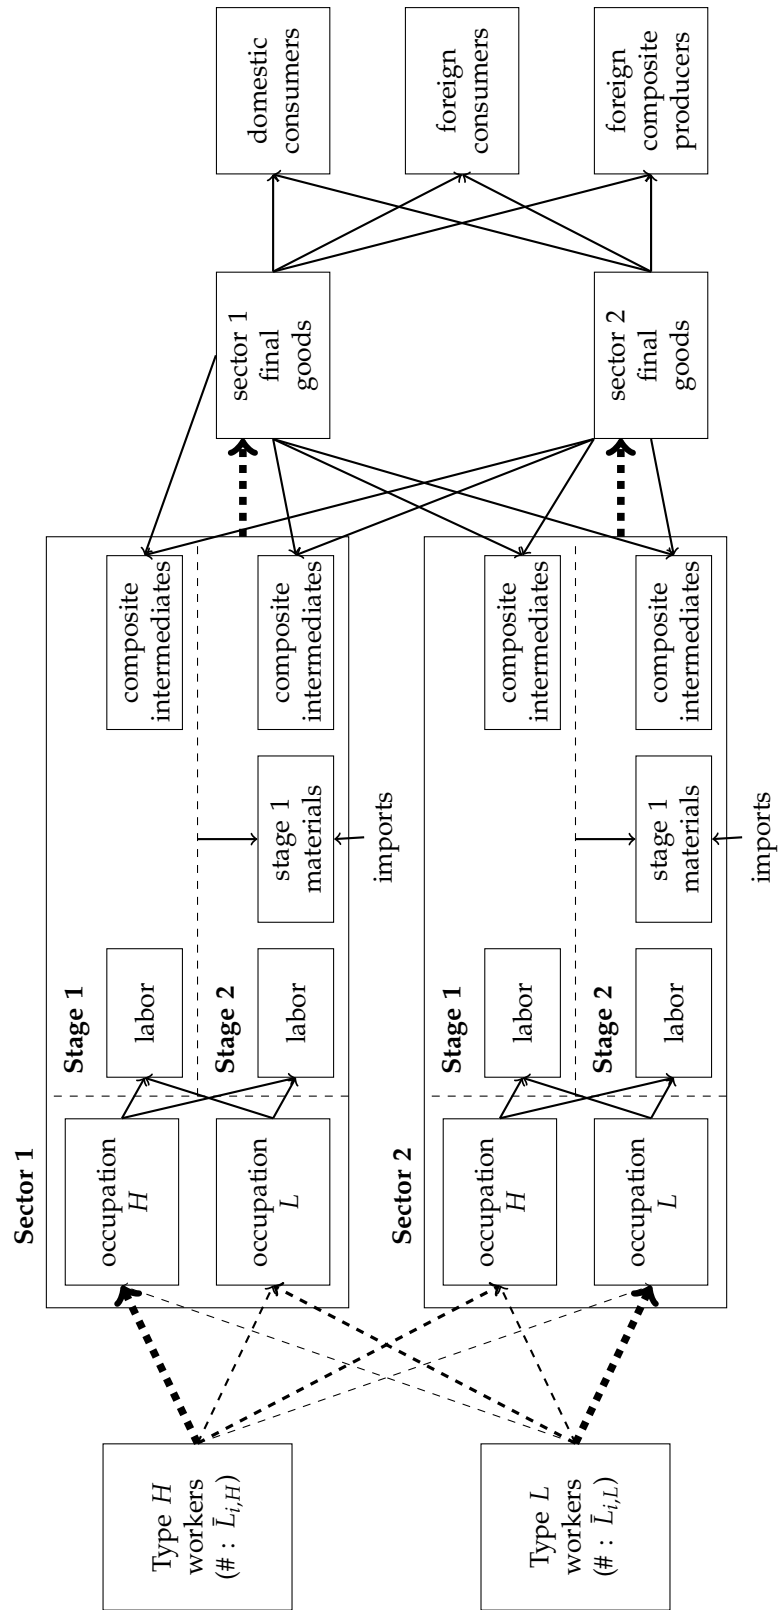 Type H
workers
(# : L̄_{i,H})
Type L
workers
(# : L̄_{i,L})
Sector 1
occupation
H
occupation
L
Stage 1
labor
composite
intermediates
Stage 2
labor
stage 1
materials
composite
intermediates
imports
Sector 2
occupation
H
occupation
L
Stage 1
labor
composite
intermediates
Stage 2
labor
stage 1
materials
composite
intermediates
imports
sector 1
final
goods
sector 2
final
goods
domestic
consumers
foreign
consumers
foreign
composite
producers